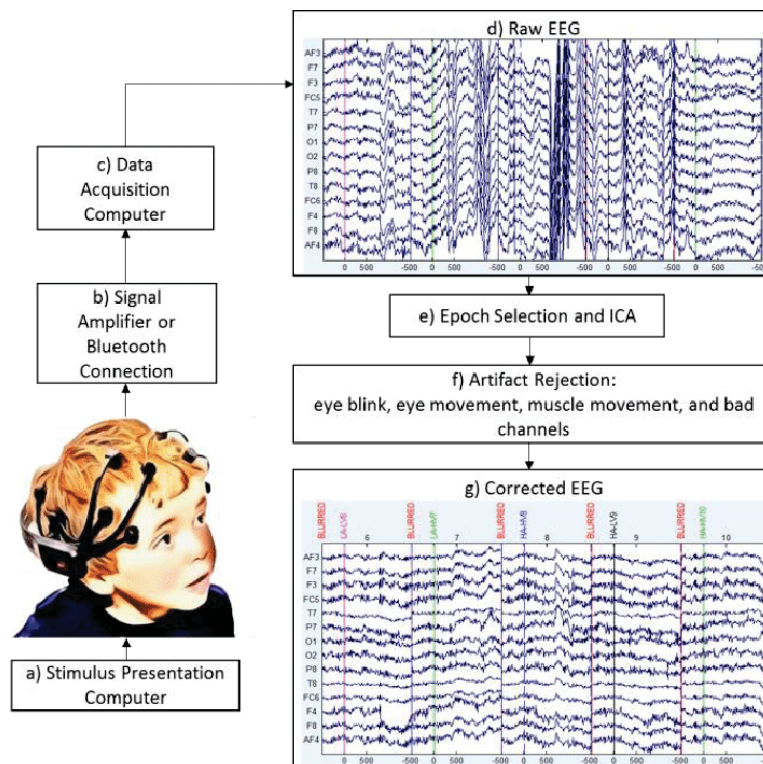 d) Raw EEG
AF3
F7
F3
FC5
T7
P7
O1
O2
P8
T8
FC6
F4
F8
AF4
0 500 -500 0 500 -500 0 500 -500 0 500 -500 0 500
c) Data
Acquisition
Computer
e) Epoch Selection and ICA
b) Signal
Amplifier or
Bluetooth
Connection
f) Artifact Rejection:
eye blink, eye movement, muscle movement, and bad
channels
g) Corrected EEG
BLURRED BLURRED BLURRED HA-HV8 BLURRED HA-LV9 BLURRED
6 7 8 9 10
AF3
F7
F3
FC5
T7
P7
O1
O2
P8
T8
FC6
F4
F8
AF4
0 500 -500 0 500 -500 0 500 -500 0 500 -500 0 500
a) Stimulus Presentation
Computer